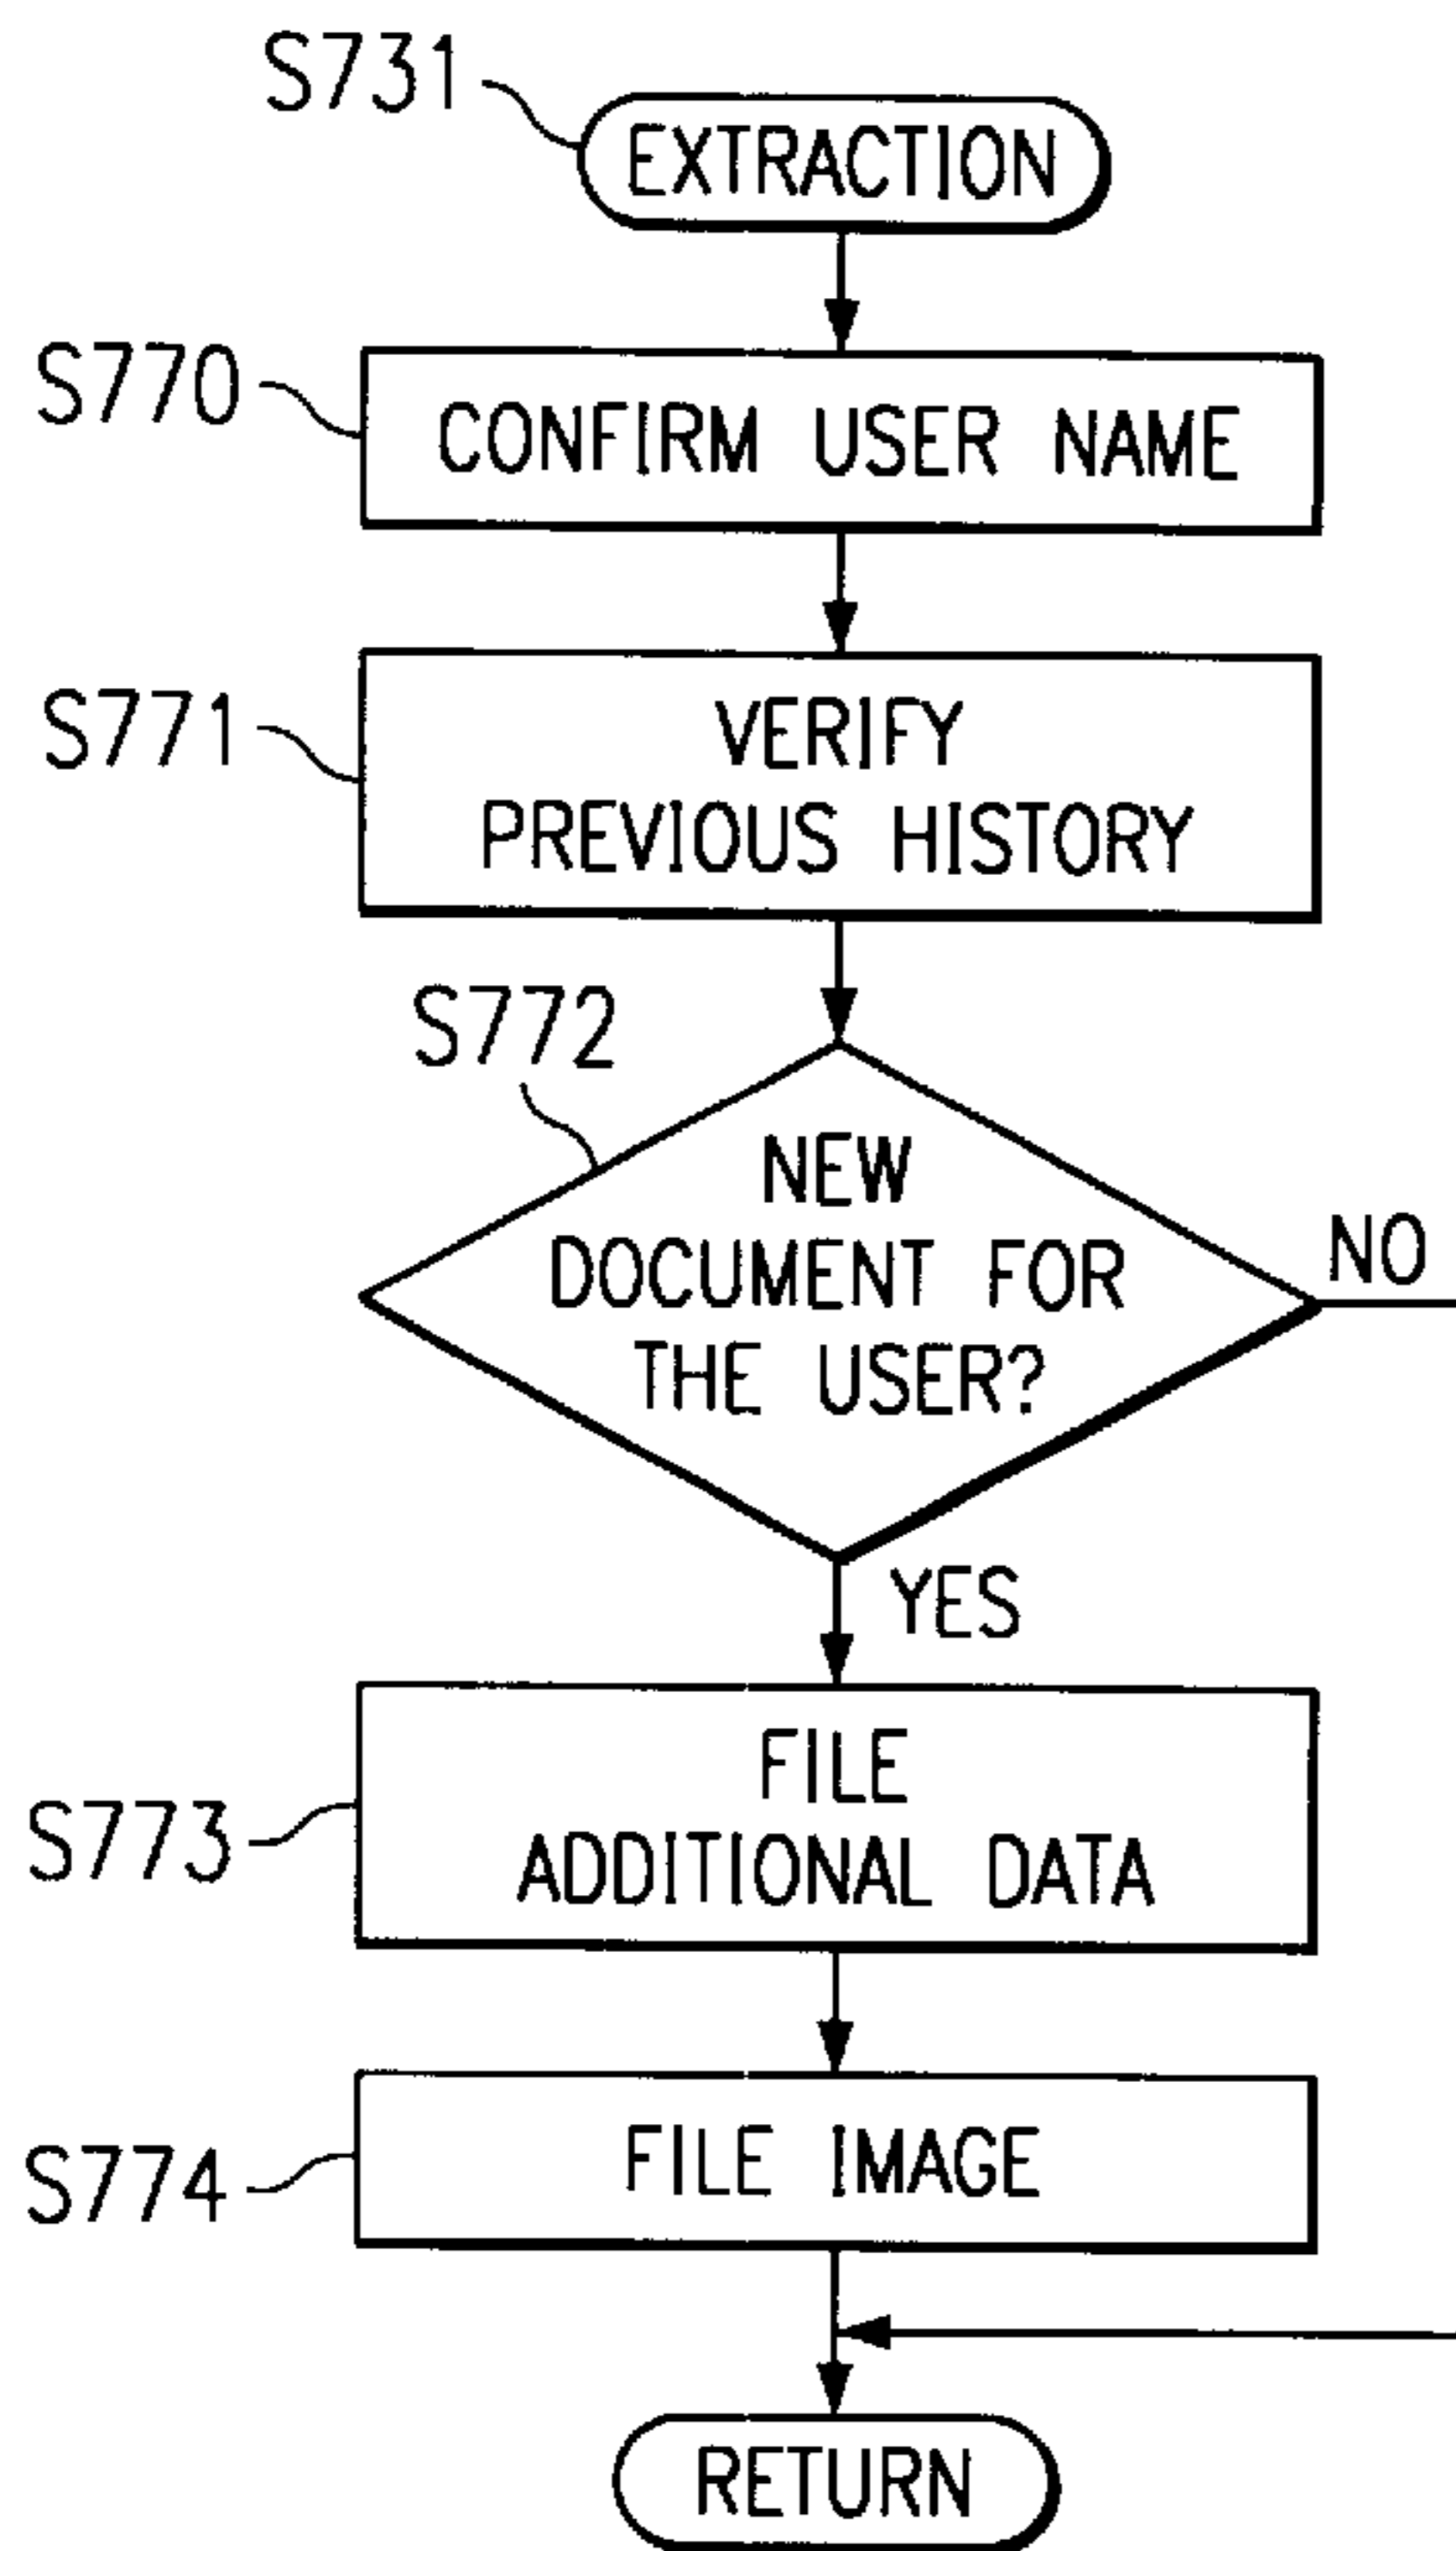 S731
EXTRACTION
S770
CONFIRM USER NAME
S771
VERIFY
PREVIOUS HISTORY
S772
NEW
DOCUMENT FOR
THE USER?
NO
YES
FILE
ADDITIONAL DATA
S773
FILE IMAGE
S774
RETURN